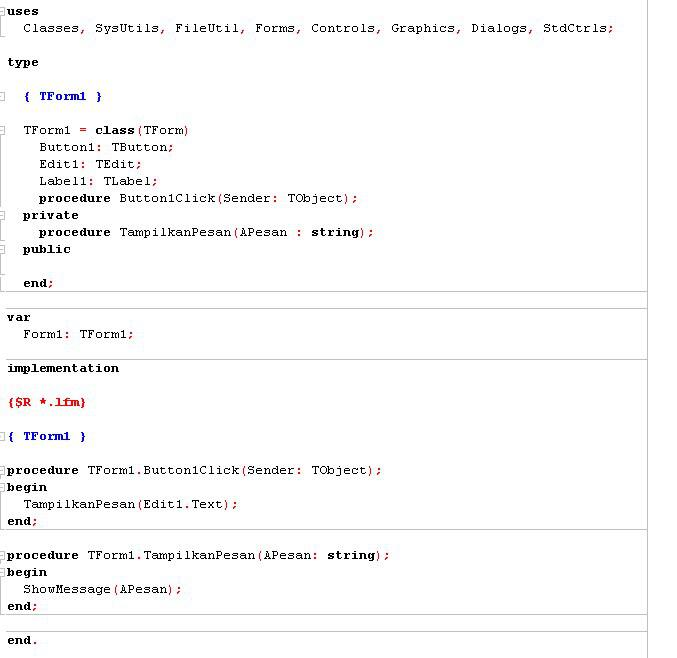 uses
  Classes, SysUtils, FileUtil, Forms, Controls, Graphics, Dialogs, StdCtrls;
type
  { TForm1 }
  TForm1 = class(TForm)
    Button1: TButton;
    Edit1: TEdit;
    Label1: TLabel;
    procedure Button1Click(Sender: TObject);
  private
    procedure TampilkanPesan(APesan : string);
  public
  end;
var
  Form1: TForm1;
implementation
{$R *.lfm}
{ TForm1 }
procedure TForm1.Button1Click(Sender: TObject);
begin
  TampilkanPesan(Edit1.Text);
end;
procedure TForm1.TampilkanPesan(APesan: string);
begin
  ShowMessage(APesan);
end;
end.